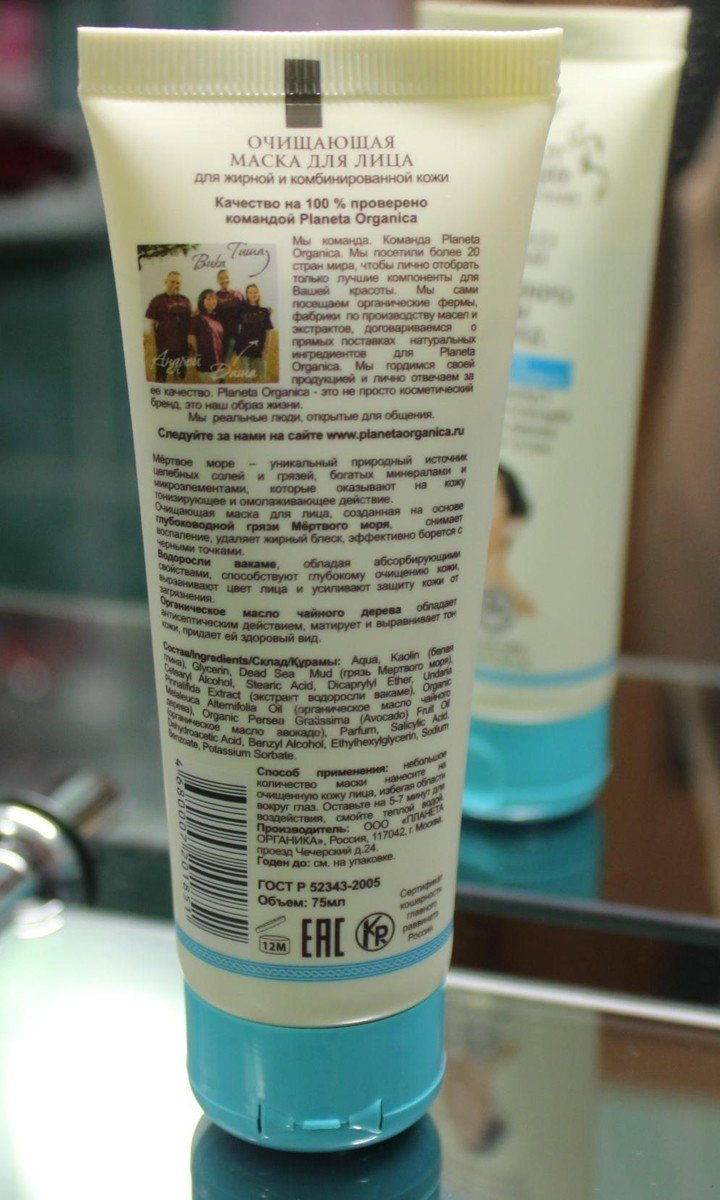 ОЧИЩАЮЩАЯ
МАСКА ДЛЯ ЛИЦА
для жирной и комбинированной кожи
Качество на 100 % проверено
командой Planeta Organica
Вика Тиша
Андрей Даша
Мы команда. Команда Planeta
Organica. Мы посетили более 20
стран мира, чтобы лично отобрать
только лучшие компоненты для
Вашей красоты. Мы сами
посещаем органические фермы,
фабрики по производству масел и
экстрактов, договариваемся о
прямых поставках натуральных
ингредиентов для Planeta
Organica. Мы гордимся своей
продукцией и лично отвечаем за
ее качество. Planeta Organica - это не просто косметический
бренд, это наш образ жизни.
Мы реальные люди, открытые для общения.
Следуйте за нами на сайте www.planetaorganica.ru
Мёртвое море – уникальный природный источник
целебных солей и грязей, богатых минералами и
микроэлементами, которые оказывают на кожу
тонизирующее и омолаживающее действие.
Очищающая маска для лица, созданная на основе
глубоководной грязи Мёртвого моря, снимает
воспаление, удаляет жирный блеск, эффективно борется с
черными точками.
Водоросли вакаме, обладая абсорбирующими
свойствами, способствуют глубокому очищению кожи,
выравнивают цвет лица и усиливают защиту кожи от
загрязнения.
Органическое масло чайного дерева обладает
антисептическим действием, матирует и выравнивает тон
кожи, придает ей здоровый вид.
Состав/Ingredients/Склад/Құрамы: Aqua, Kaolin (белая
глина), Glycerin, Dead Sea Mud (грязь Мертвого моря),
Cetearyl Alcohol, Stearic Acid, Dicaprylyl Ether, Undaria
Pinnatifida Extract (экстракт водоросли вакаме), Organic
Melaleuca Alternifolia Oil (органическое масло чайного
дерева), Organic Persea Gratissima (Avocado) Fruit Oil
(органическое масло авокадо), Parfum, Salicylic Acid,
Dehydroacetic Acid, Benzyl Alcohol, Ethylhexylglycerin, Sodium
Benzoate, Potassium Sorbate.
Способ применения: небольшое
количество маски нанесите на
очищенную кожу лица, избегая области
вокруг глаз. Оставьте на 5-7 минут для
воздействия, смойте теплой водой.
Производитель: ООО «ПЛАНЕТА
ОРГАНИКА», Россия, 117042, г. Москва,
проезд Чечерский д.24.
Годен до: см. на упаковке.
ГОСТ Р 52343-2005
Объем: 75мл
12M
EAC
KR
Сертификат
кошерности
главного
раввината
России.